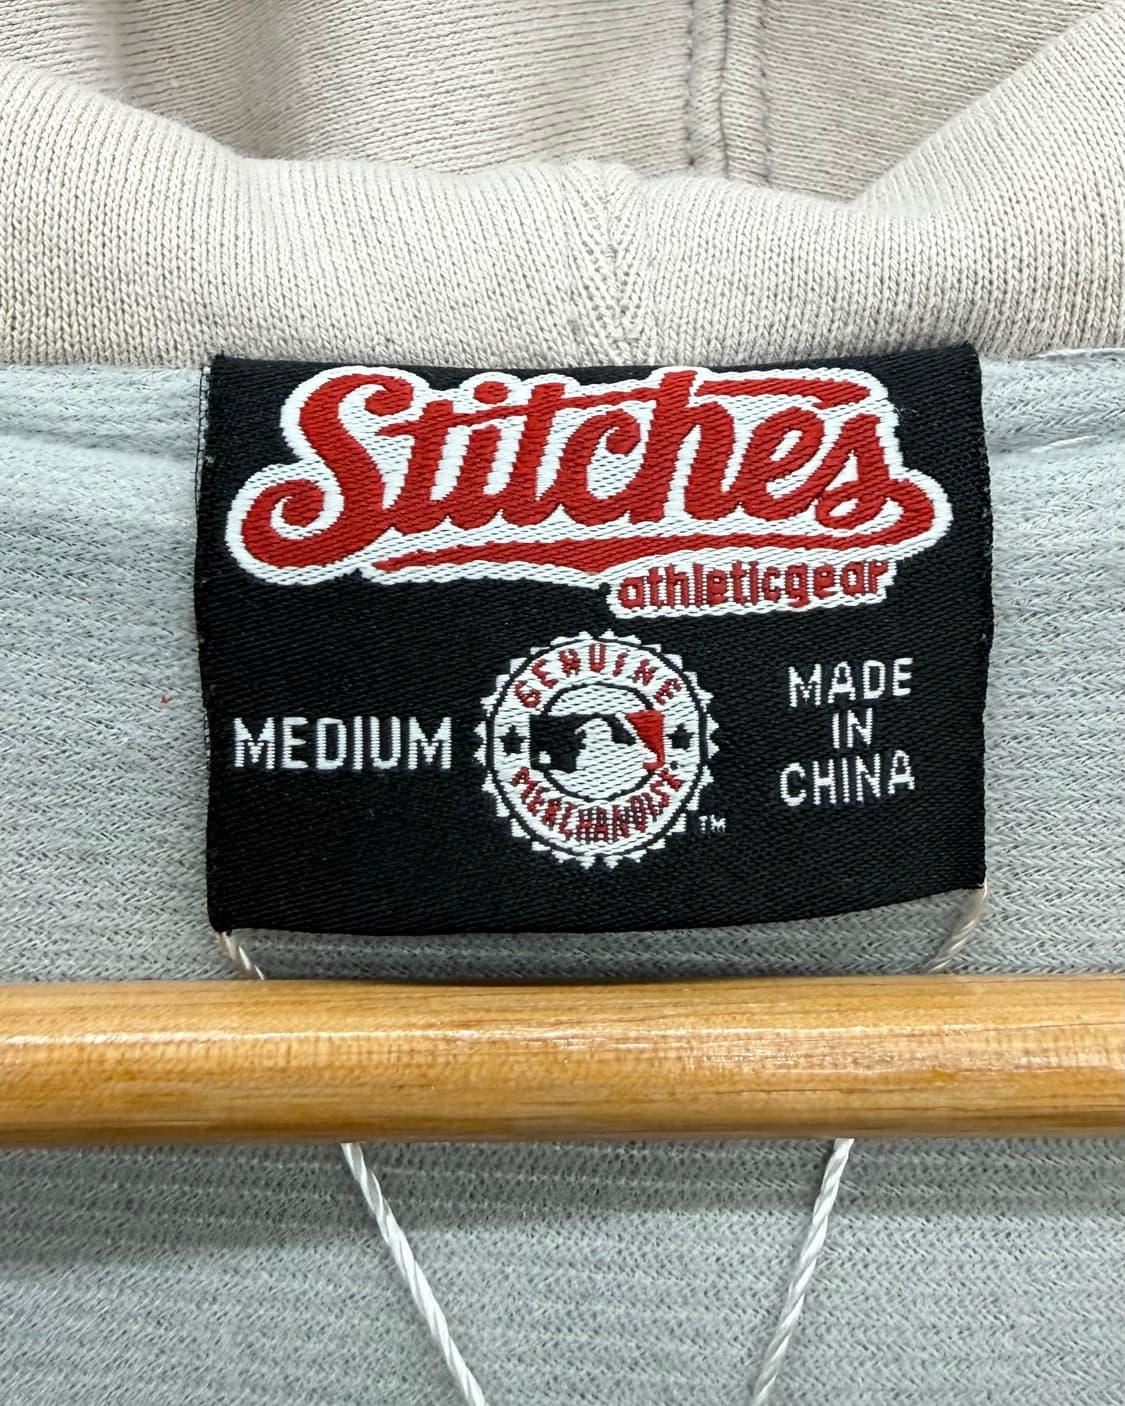 Stitches
athleticgear
MEDIUM
GENUINE
MERCHANDISE
TM
MADE
IN
CHINA